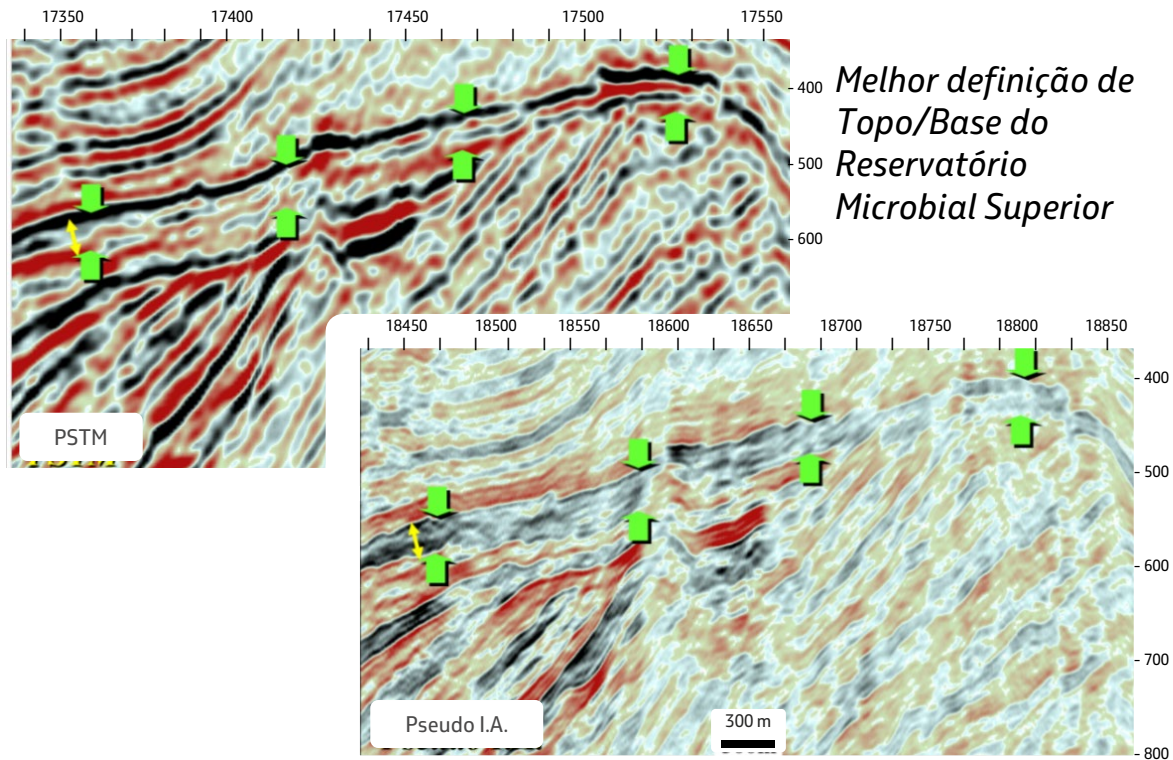 17350 17400 17450 17500 17550
Melhor definição de
Topo/Base do
Reservatório
Microbial Superior
400
500
600
PSTM
18450 18500 18550 18600 18650 18700 18750 18800 18850
400
500
600
700
800
Pseudo I.A.
300 m